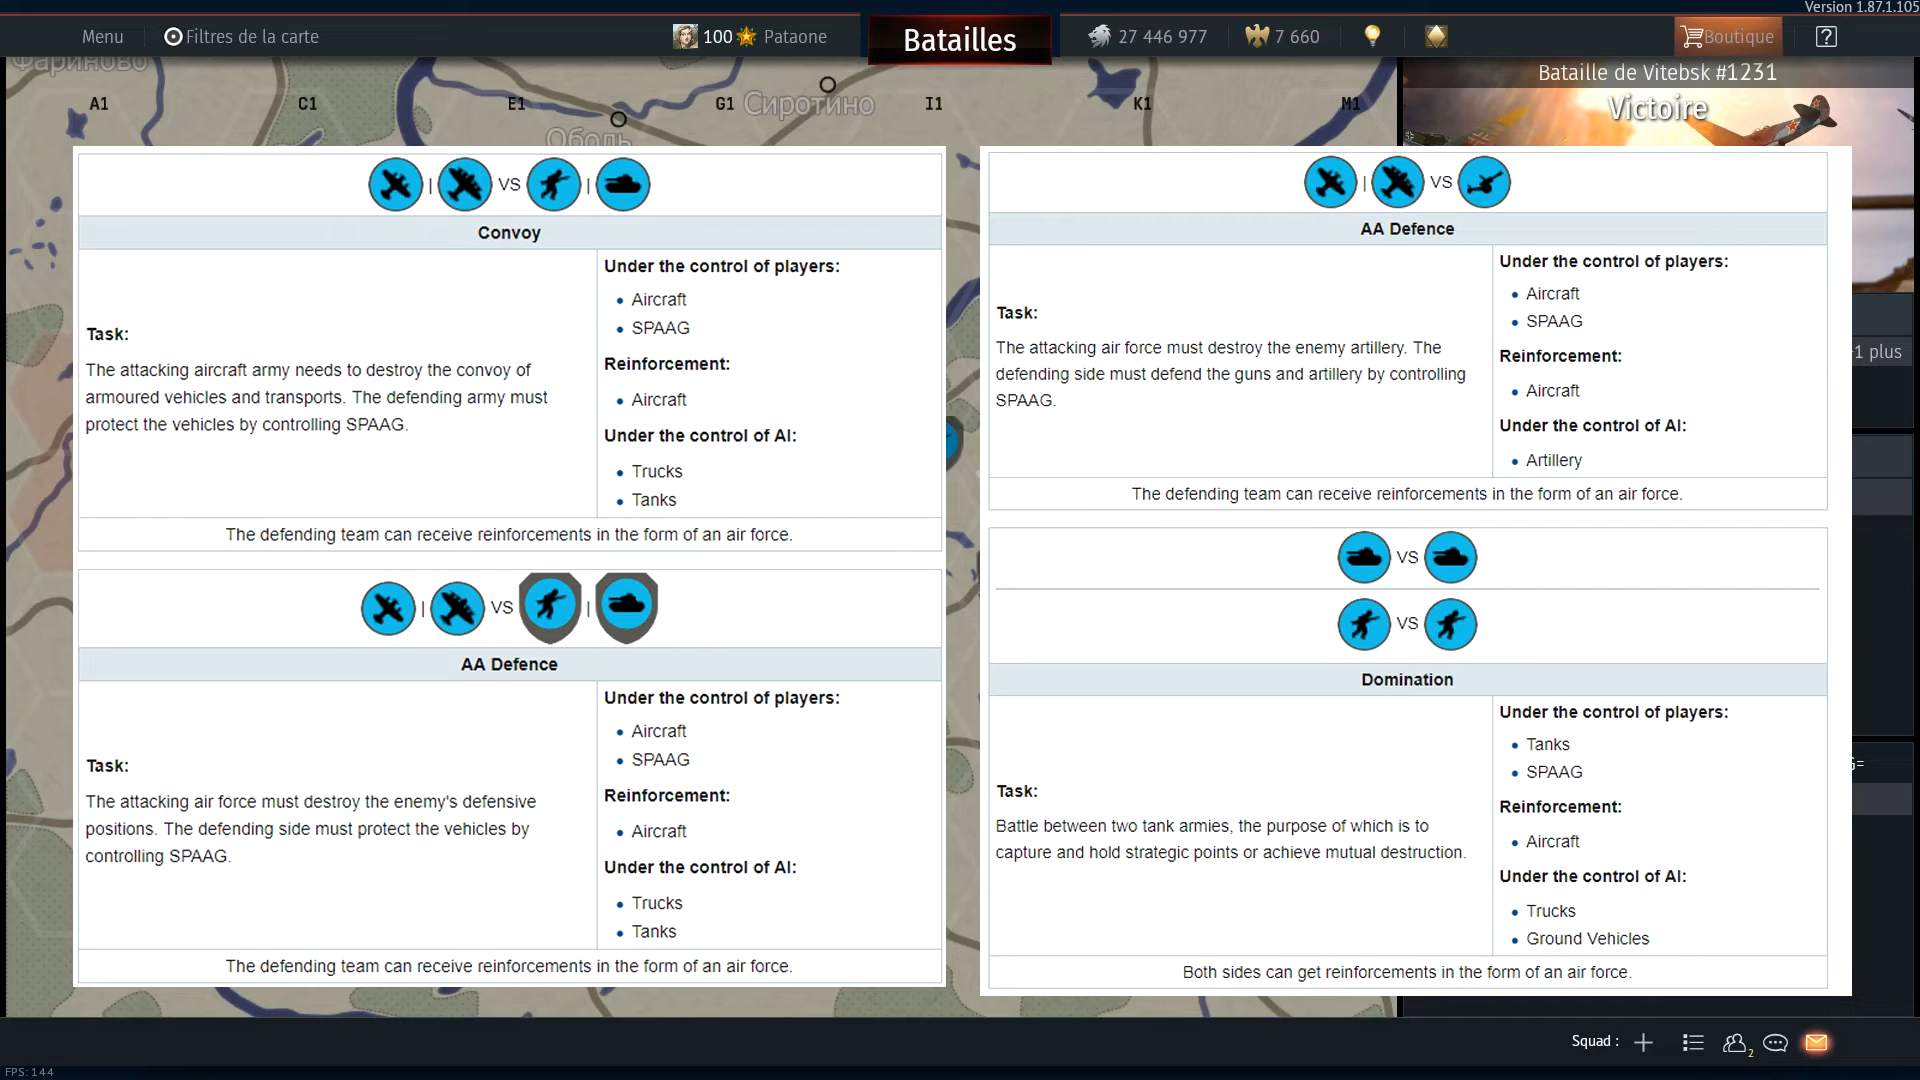 Version 1.87.1.105
Menu
Filtres de la carte
100 Pataone
Batailles
27 446 977
7 660
Boutique
?
Фариново
A1 C1 E1 G1 I1 K1 M1
Сиротино
Оболь
Bataille de Vitebsk #1231
Victoire
| VS |
Convoy
Task:
The attacking aircraft army needs to destroy the convoy of
armoured vehicles and transports. The defending army must
protect the vehicles by controlling SPAAG.
Under the control of players:
Aircraft
SPAAG
Reinforcement:
Aircraft
Under the control of AI:
Trucks
Tanks
The defending team can receive reinforcements in the form of an air force.
| VS |
AA Defence
Task:
The attacking air force must destroy the enemy's defensive
positions. The defending side must protect the vehicles by
controlling SPAAG.
Under the control of players:
Aircraft
SPAAG
Reinforcement:
Aircraft
Under the control of AI:
Trucks
Tanks
The defending team can receive reinforcements in the form of an air force.
| VS
AA Defence
Task:
The attacking air force must destroy the enemy artillery. The
defending side must defend the guns and artillery by controlling
SPAAG.
Under the control of players:
Aircraft
SPAAG
Reinforcement:
Aircraft
Under the control of AI:
Artillery
The defending team can receive reinforcements in the form of an air force.
VS
VS
Domination
Task:
Battle between two tank armies, the purpose of which is to
capture and hold strategic points or achieve mutual destruction.
Under the control of players:
Tanks
SPAAG
Reinforcement:
Aircraft
Under the control of AI:
Trucks
Ground Vehicles
Both sides can get reinforcements in the form of an air force.
1 plus
Squad :
2
FPS: 144